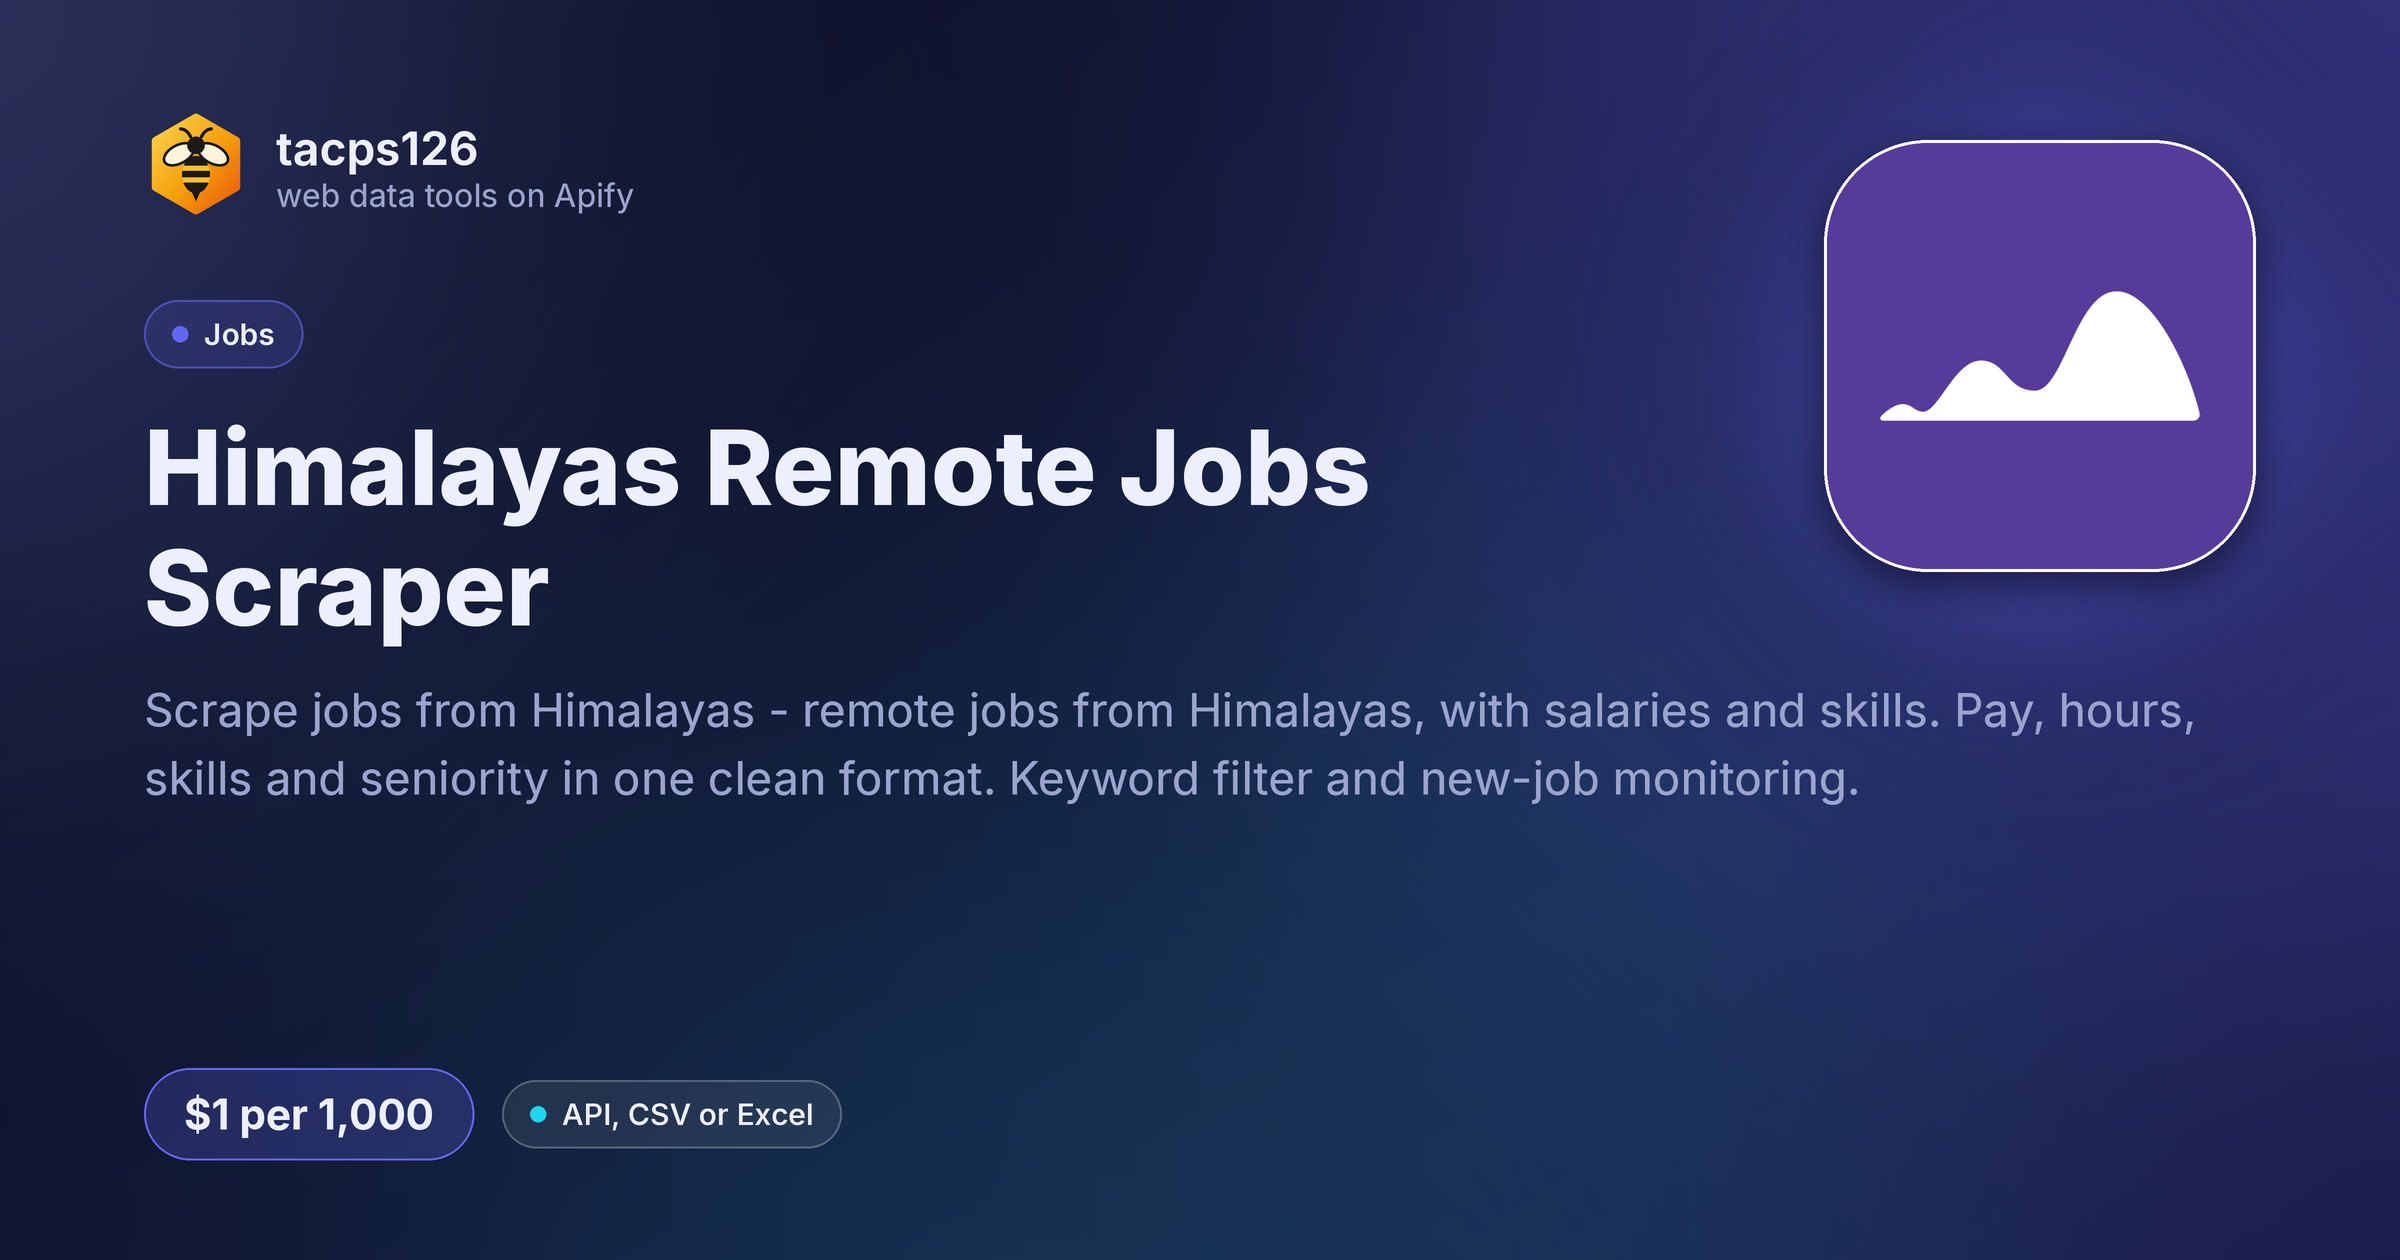 tacps126
web data tools on Apify
Jobs
Himalayas Remote Jobs
Scraper
Scrape jobs from Himalayas - remote jobs from Himalayas, with salaries and skills. Pay, hours,
skills and seniority in one clean format. Keyword filter and new-job monitoring.
$1 per 1,000
API, CSV or Excel